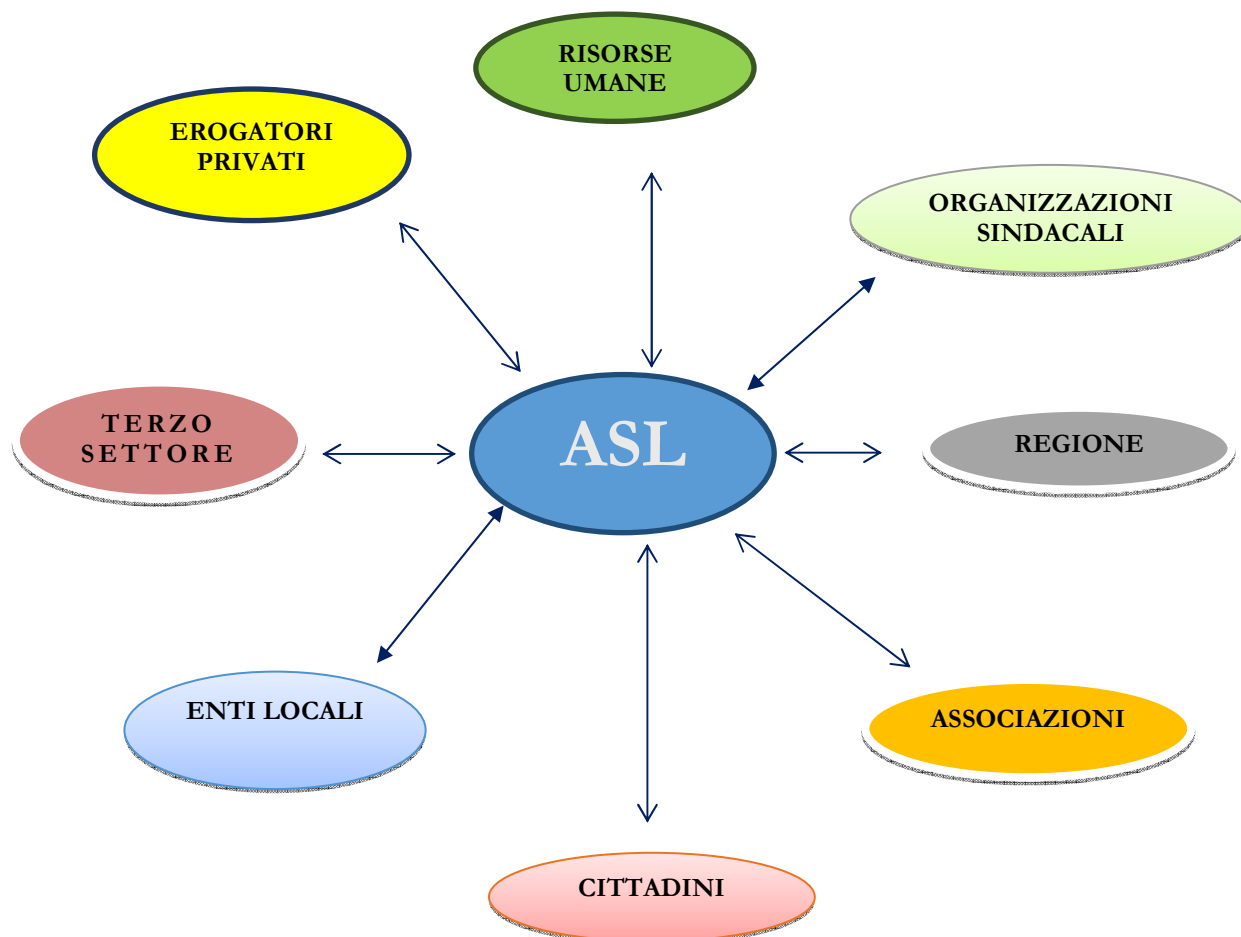 RISORSE
UMANE
EROGATORI
PRIVATI
ORGANIZZAZIONI
SINDACALI
TERZO
SETTORE
ASL
REGIONE
ENTI LOCALI
ASSOCIAZIONI
CITTADINI